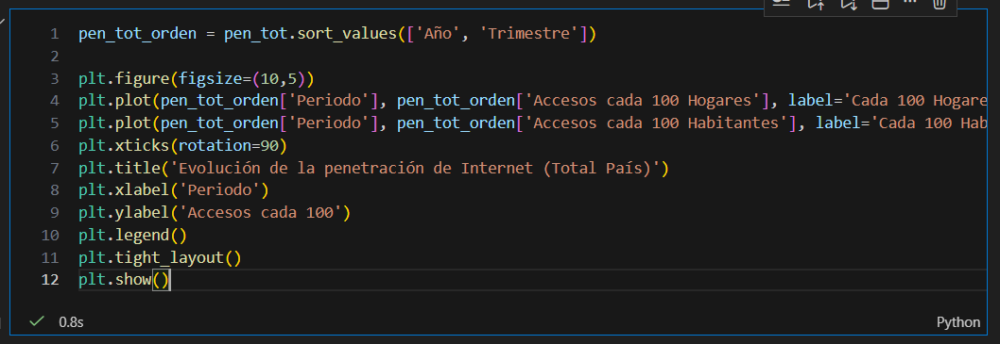 1 pen_tot_orden = pen_tot.sort_values(['Año', 'Trimestre'])
2
3 plt.figure(figsize=(10,5))
4 plt.plot(pen_tot_orden['Periodo'], pen_tot_orden['Accesos cada 100 Hogares'], label='Cada 100 Hogare
5 plt.plot(pen_tot_orden['Periodo'], pen_tot_orden['Accesos cada 100 Habitantes'], label='Cada 100 Hab
6 plt.xticks(rotation=90)
7 plt.title('Evolución de la penetración de Internet (Total País)')
8 plt.xlabel('Periodo')
9 plt.ylabel('Accesos cada 100')
10 plt.legend()
11 plt.tight_layout()
12 plt.show()
0.8s Python